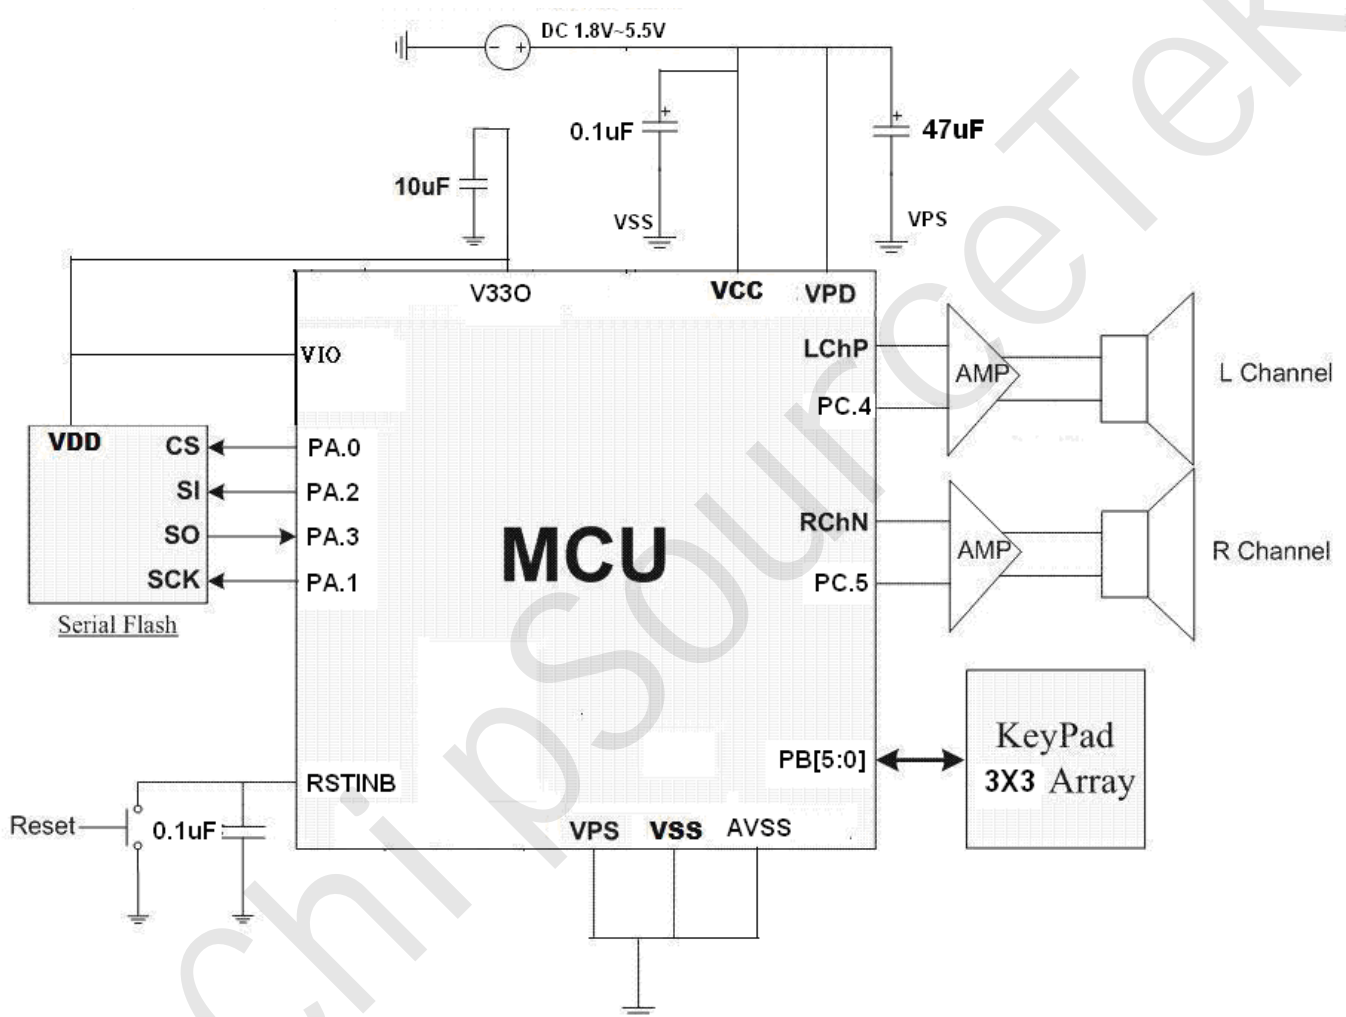 DC 1.8V~5.5V
- +
+
0.1uF
+
47uF
10uF
VSS
VPS
V33O
VCC
VPD
VIO
LChP
AMP
L Channel
PC.4
VDD
CS
PA.0
SI
PA.2
MCU
RChN
AMP
R Channel
SO
PA.3
SCK
PA.1
PC.5
Serial Flash
KeyPad
3X3 Array
PB[5:0]
RSTINB
Reset
0.1uF
VPS
VSS
AVSS
ChipSourceTek